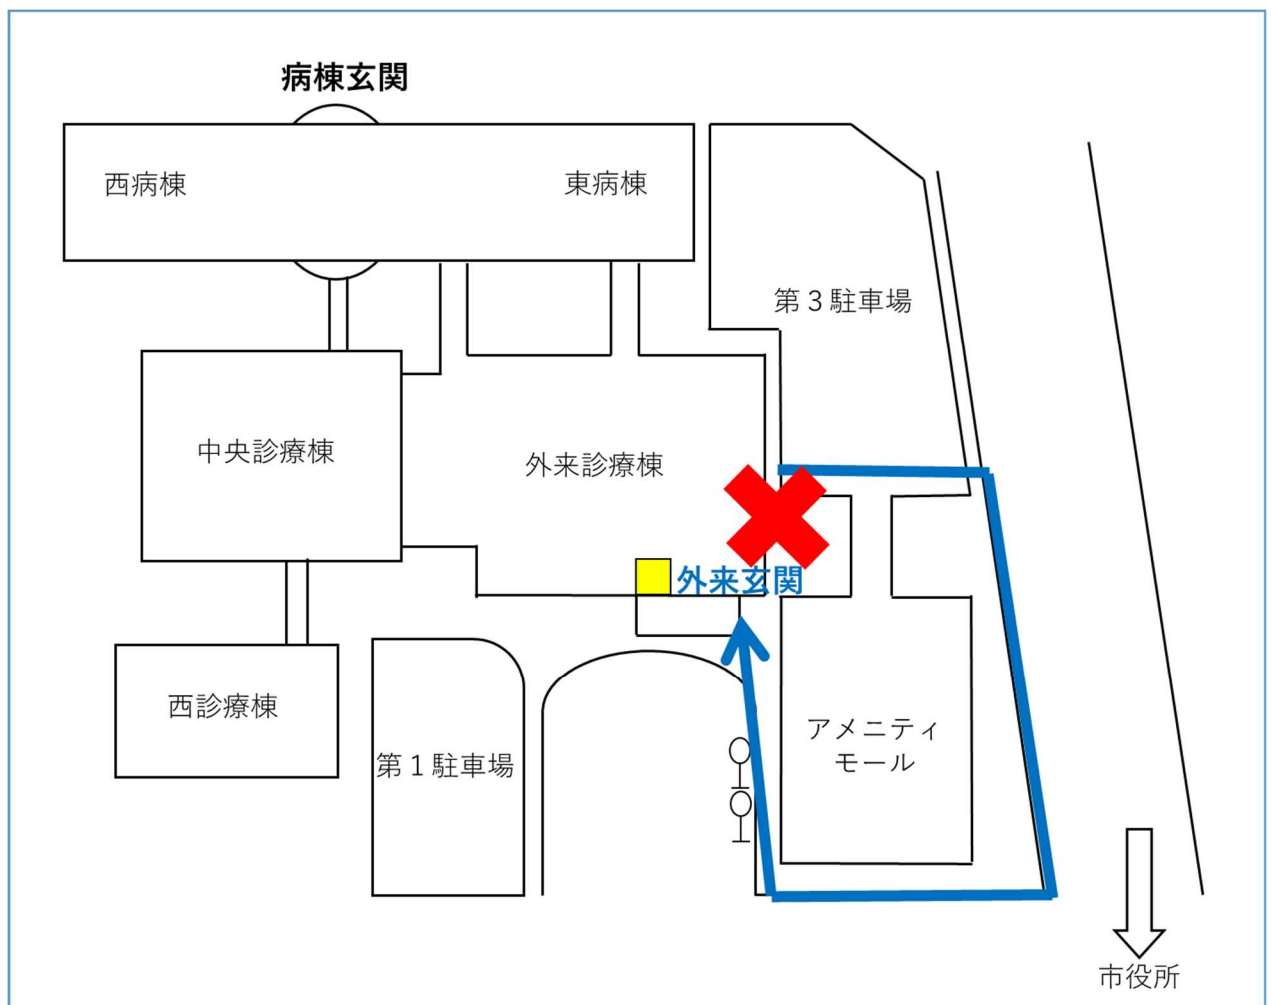 病棟玄関
西病棟
東病棟
第３駐車場
中央診療棟
外来診療棟
外来玄関
西診療棟
第１駐車場
アメニティ
モール
市役所